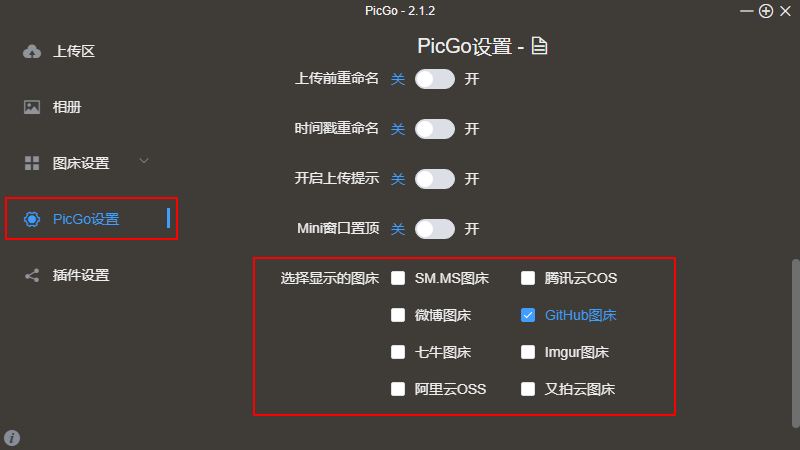 PicGo - 2.1.2
上传区
相册
图床设置
PicGo设置
插件设置
PicGo设置 -
上传前重命名 关 开
时间戳重命名 关 开
开启上传提示 关 开
Mini窗口置顶 关 开
选择显示的图床 SM.MS图床 腾讯云COS
微博图床 GitHub图床
七牛图床 Imgur图床
阿里云OSS 又拍云图床